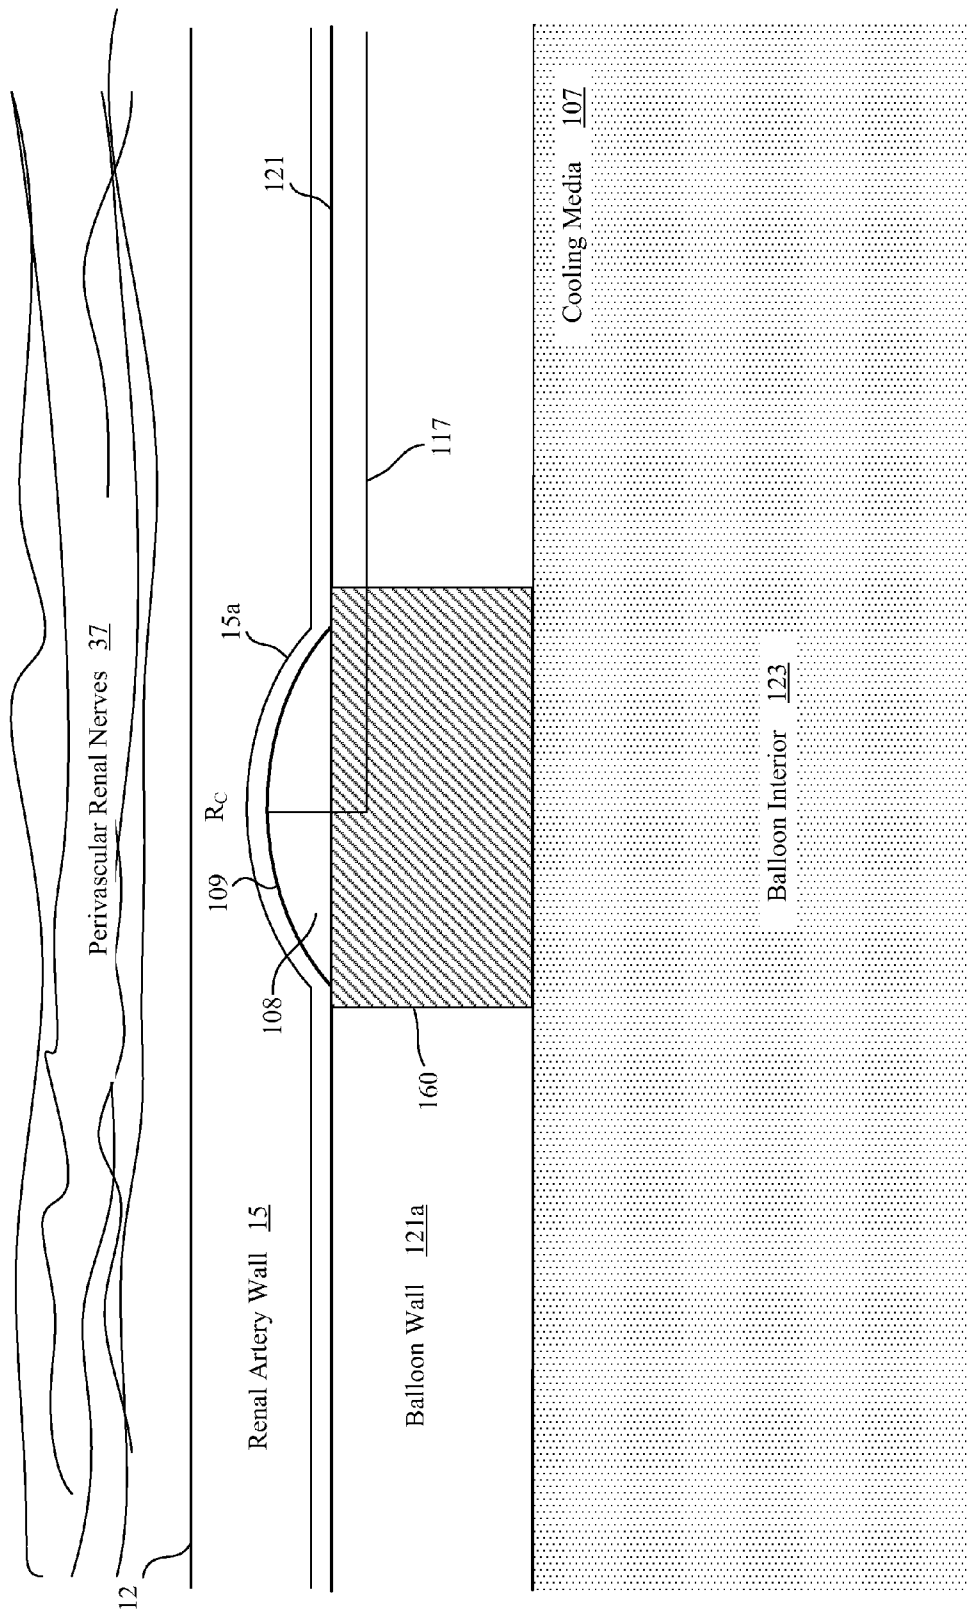 12
Perivascular Renal Nerves 37
Renal Artery Wall 15
109
R_C
15a
121
108
117
Balloon Wall 121a
160
Cooling Media 107
Balloon Interior 123